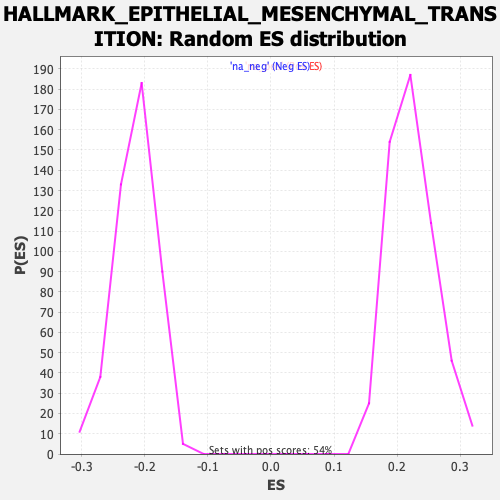 HALLMARK_EPITHELIAL_MESENCHYMAL_TRANS
ITION: Random ES distribution
'na_neg' (Neg ES)ES)
190
180
170
160
150
140
130
120
110
100
90
80
70
60
50
40
30
20
10
0
P(ES)
Sets with pos scores: 54%
-0.3 -0.2 -0.1 0.0 0.1 0.2 0.3
ES